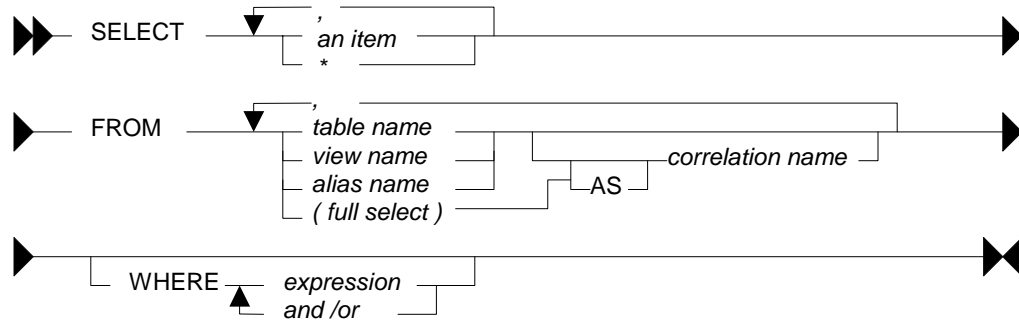 ,
SELECT an item
*
,
FROM table name
view name correlation name
alias name AS
( full select )
WHERE expression
and /or